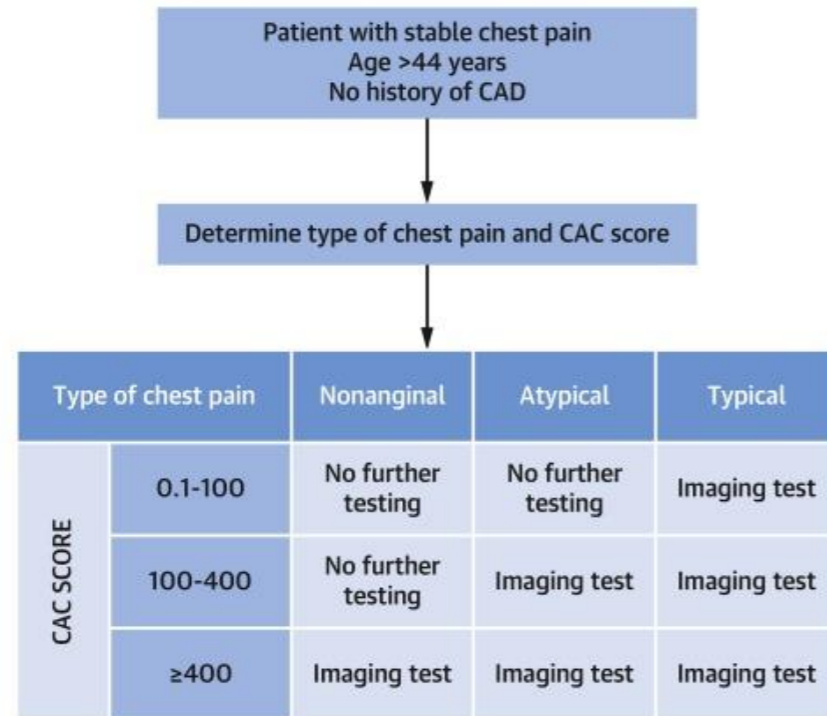 Patient with stable chest pain
Age >44 years
No history of CAD
Determine type of chest pain and CAC score
Type of chest pain
Nonanginal
Atypical
Typical
CAC SCORE
0.1-100
No further
testing
No further
testing
Imaging test
100-400
No further
testing
Imaging test
Imaging test
≥400
Imaging test
Imaging test
Imaging test